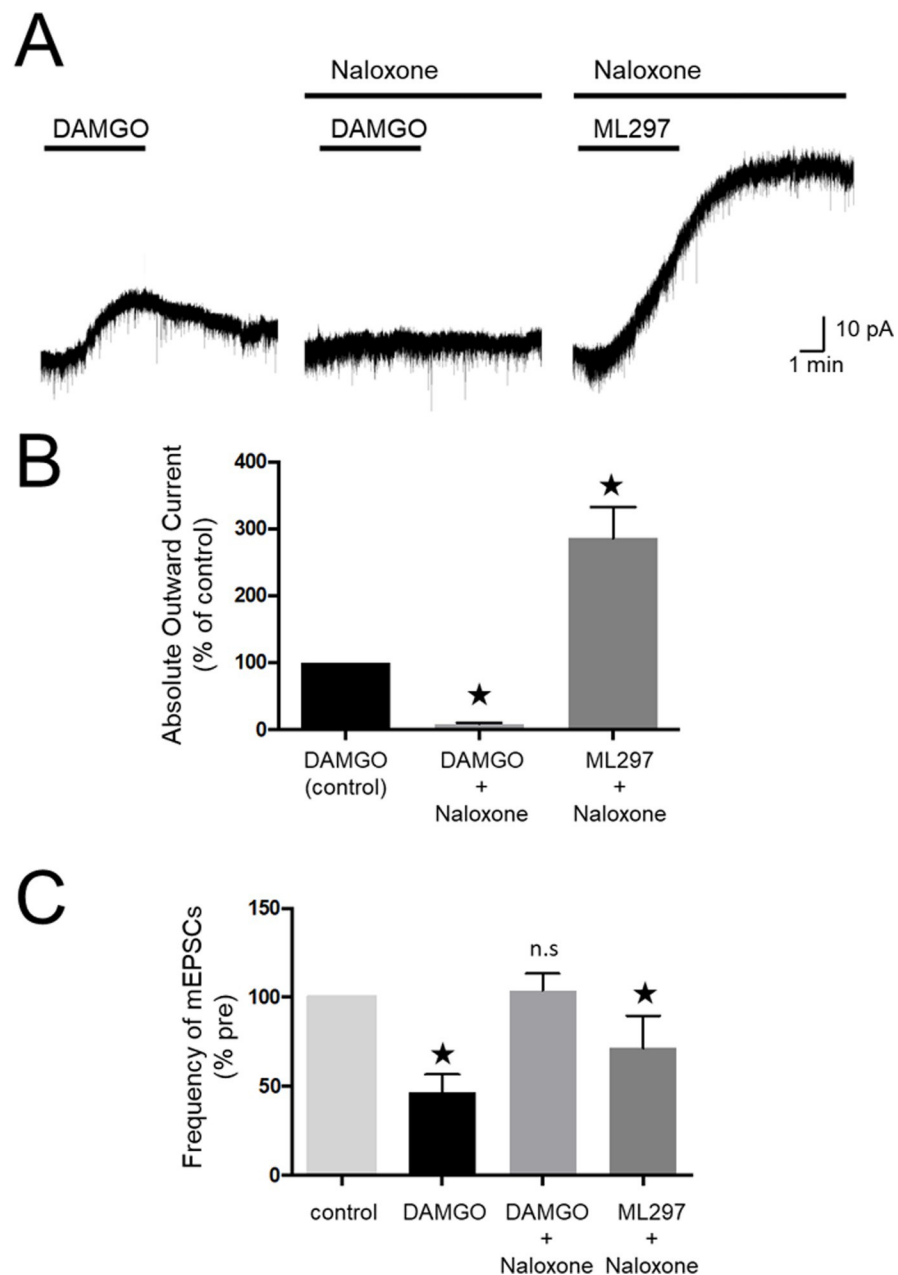 A
Naloxone
Naloxone
DAMGO
DAMGO
ML297
10 pA
1 min
B
Absolute Outward Current
(% of control)
400
300
200
100
0
★
★
DAMGO
(control)
DAMGO
+
Naloxone
ML297
+
Naloxone
C
Frequency of mEPSCs
(% pre)
150
100
50
0
★
n.s
★
control
DAMGO
DAMGO
+
Naloxone
ML297
+
Naloxone